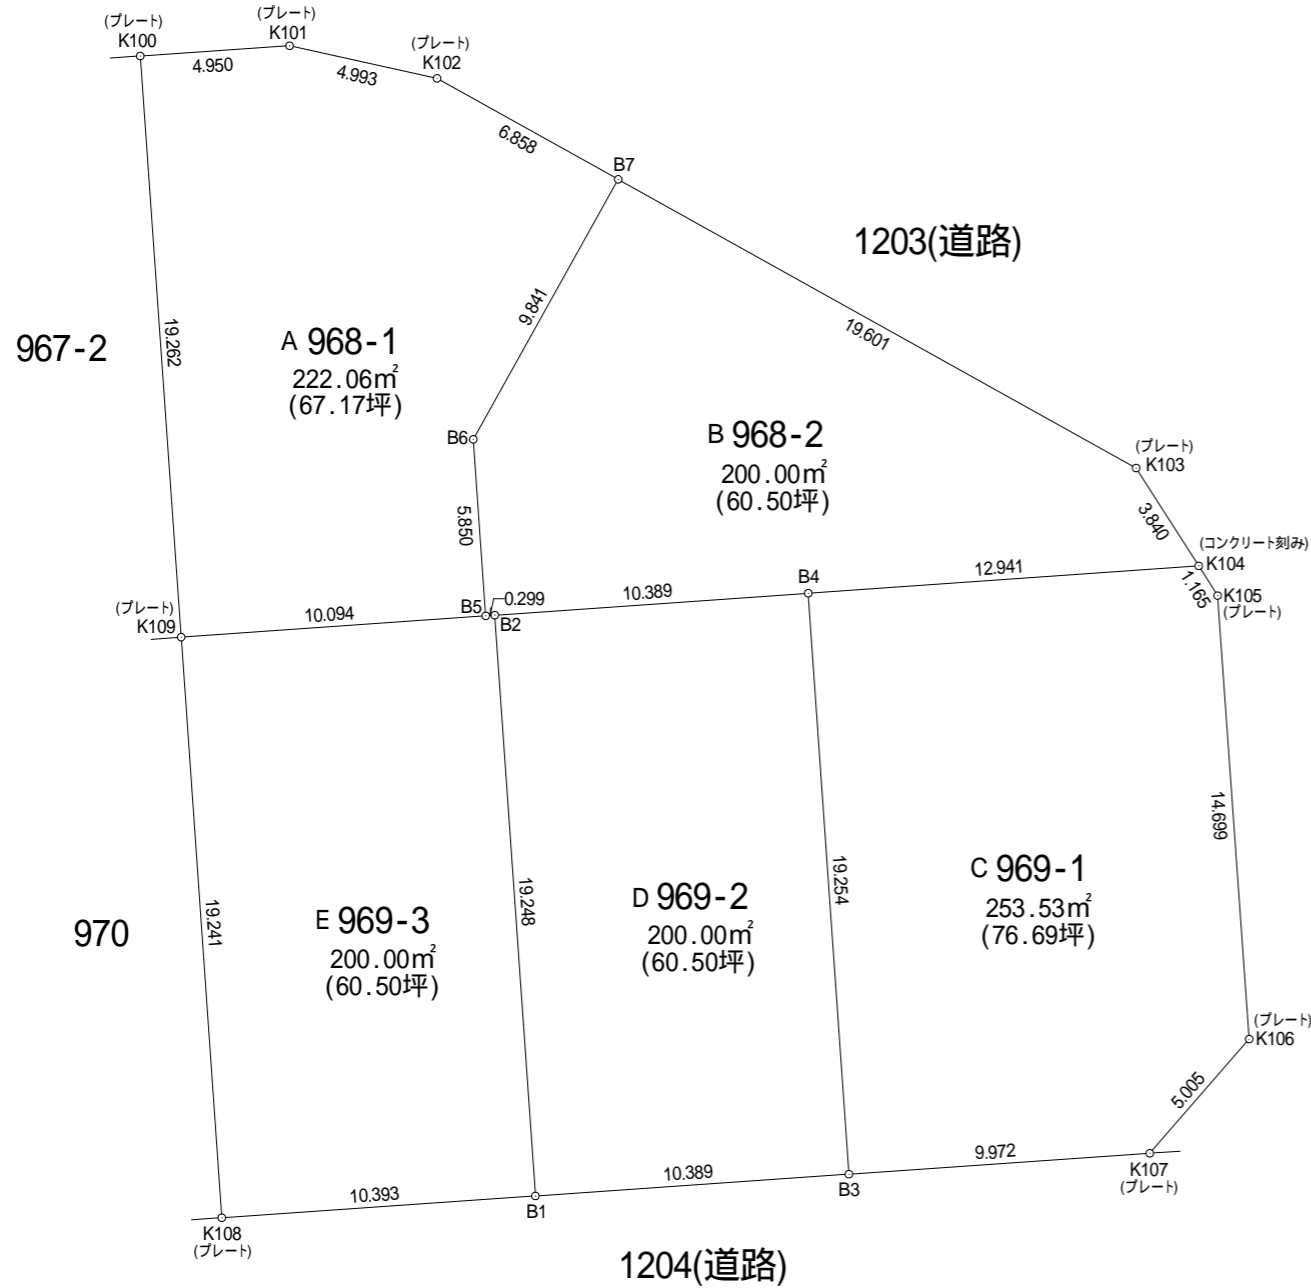 (プレート)
K100
(プレート)
K101
(プレート)
K102
4.950
4.993
6.858
B7
1203(道路)
9.841
19.601
19.262
967-2
A 968-1
222.06㎡
(67.17坪)
B6
B 968-2
200.00㎡
(60.50坪)
(プレート)
K103
3.840
(コンクリート刻み)
K104
1.165
K105
(プレート)
5.850
12.941
B4
10.389
0.299
B5
B2
10.094
(プレート)
K109
14.699
19.254
19.248
19.241
C 969-1
253.53㎡
(76.69坪)
D 969-2
200.00㎡
(60.50坪)
E 969-3
200.00㎡
(60.50坪)
970
(プレート)
K106
5.005
9.972
K107
(プレート)
10.389
B3
10.393
B1
K108
(プレート)
1204(道路)